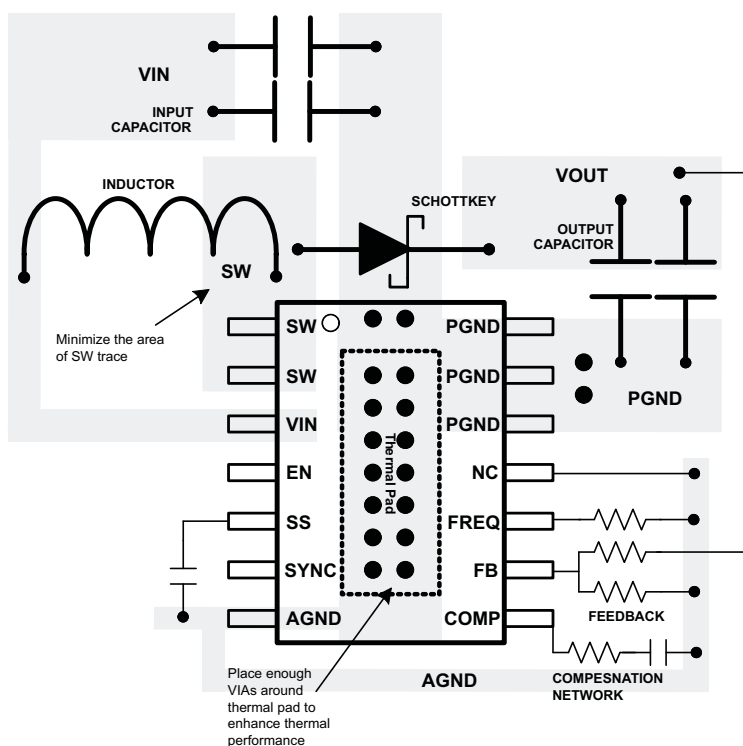 VIN
INPUT
CAPACITOR
INDUCTOR
SCHOTTKEY
VOUT
OUTPUT
CAPACITOR
SW
Minimize the area
of SW trace
SW
PGND
SW
PGND
PGND
VIN
PGND
EN
NC
SS
FREQ
SYNC
FB
AGND
COMP
Thermal Pad
FEEDBACK
Place enough
VIAs around
thermal pad to
enhance thermal
performance
AGND
COMPESNATION
NETWORK